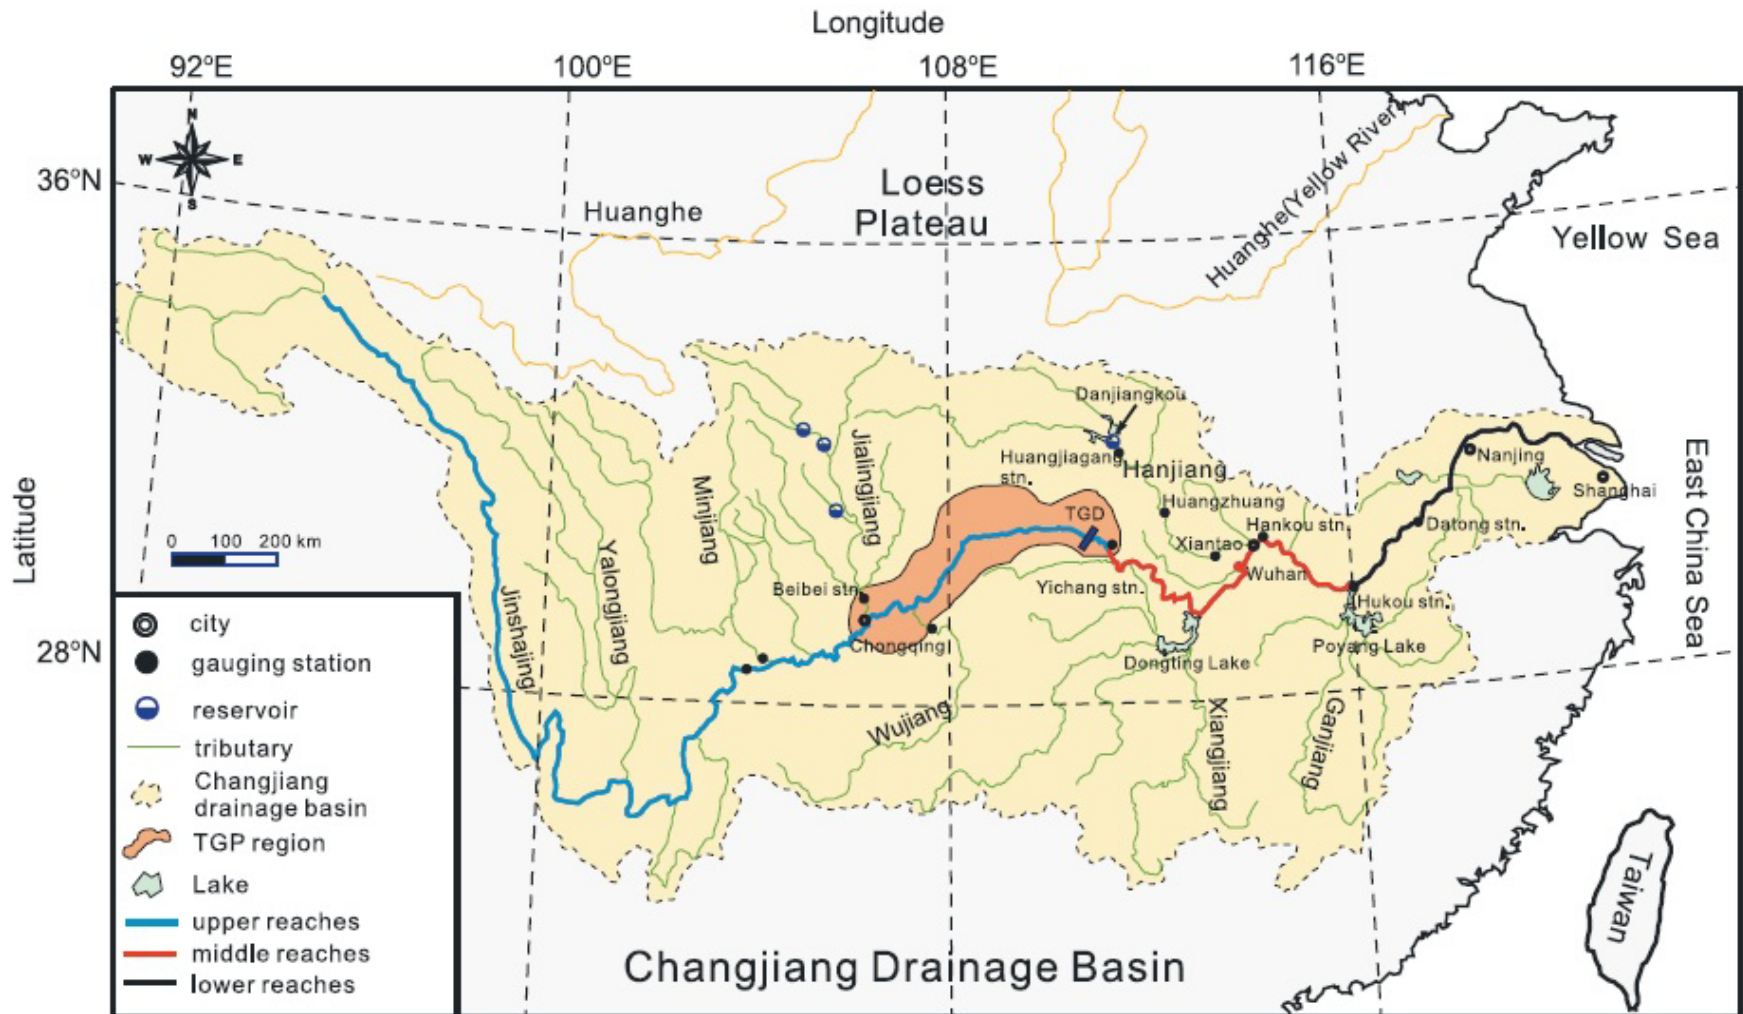 Longitude
92°E
100°E
108°E
116°E
N
W
E
S
36°N
28°N
Latitude
Huanghe
Loess
Plateau
Huanghe(Yellow River)
Yellow Sea
East China Sea
Danjiangkou
Huangjiagang
stn.
Hanjiang
Huangzhuang
Hankou stn.
Xiantao
Wuhan
Nanjing
Shanghai
Datong stn.
Hukou stn.
Poyang Lake
TGD
Yichang stn.
Dongting Lake
Beibei stn.
Chongqing
Jialingjiang
Minjiang
Yalongjiang
Jinshajing
Wujiang
Xiangjiang
Ganjiang
Taiwan
0 100 200 km
city
gauging station
reservoir
tributary
Changjiang
drainage basin
TGP region
Lake
upper reaches
middle reaches
lower reaches
Changjiang Drainage Basin